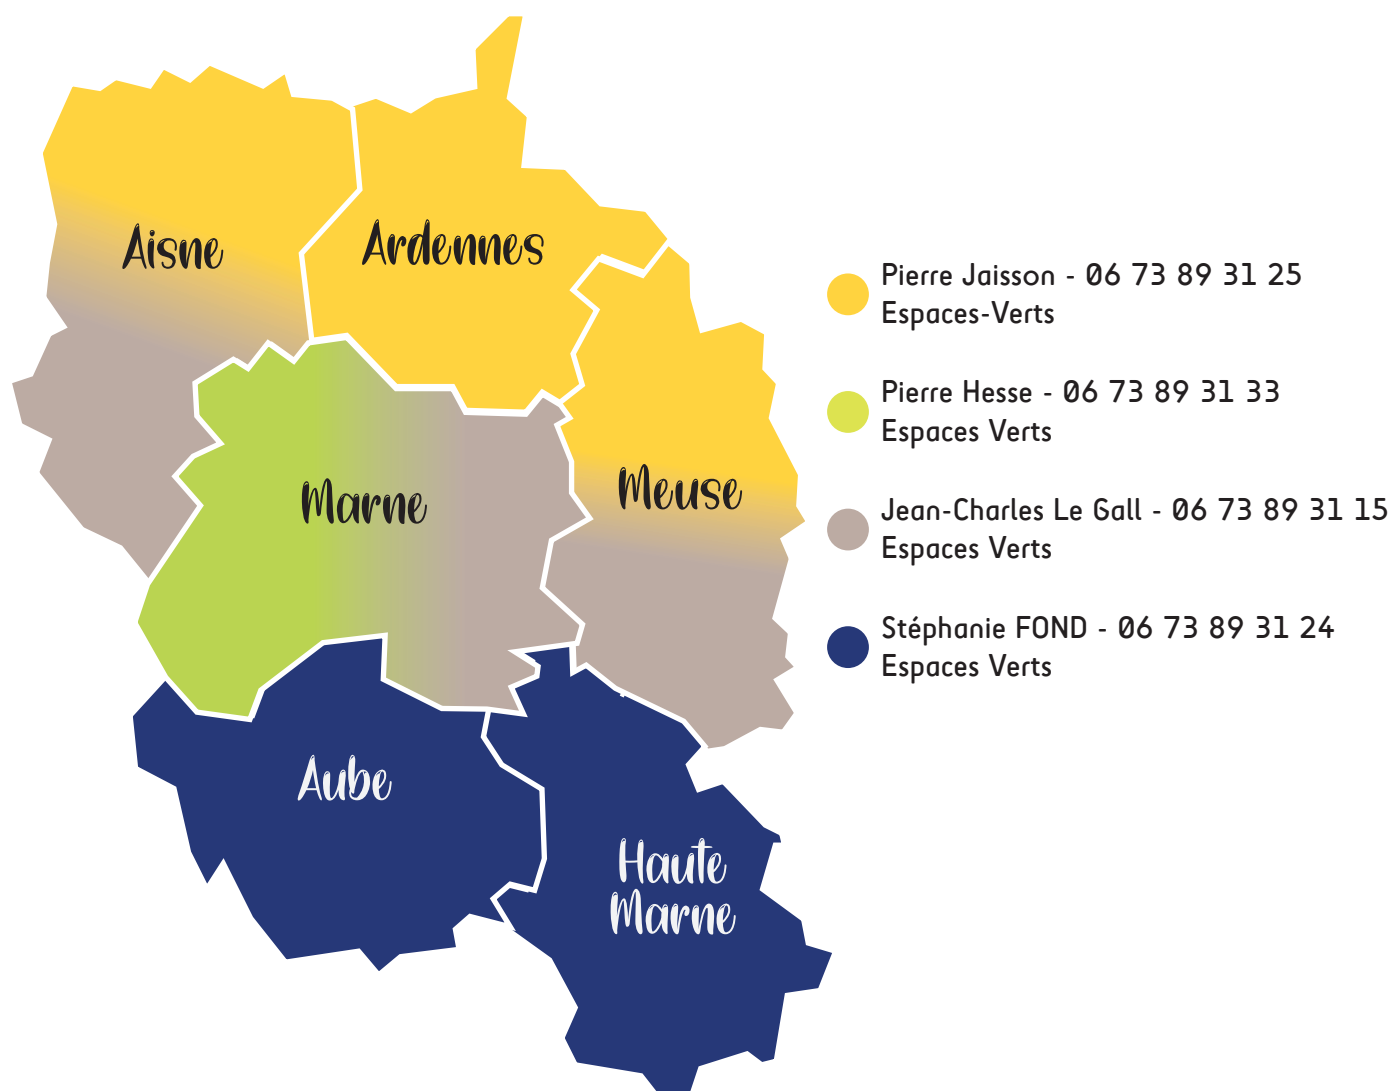 Aisne
Ardennes
Marne
Meuse
Aube
Haute
Marne
Pierre Jaisson - 06 73 89 31 25
Espaces-Verts
Pierre Hesse - 06 73 89 31 33
Espaces Verts
Jean-Charles Le Gall - 06 73 89 31 15
Espaces Verts
Stéphanie FOND - 06 73 89 31 24
Espaces Verts